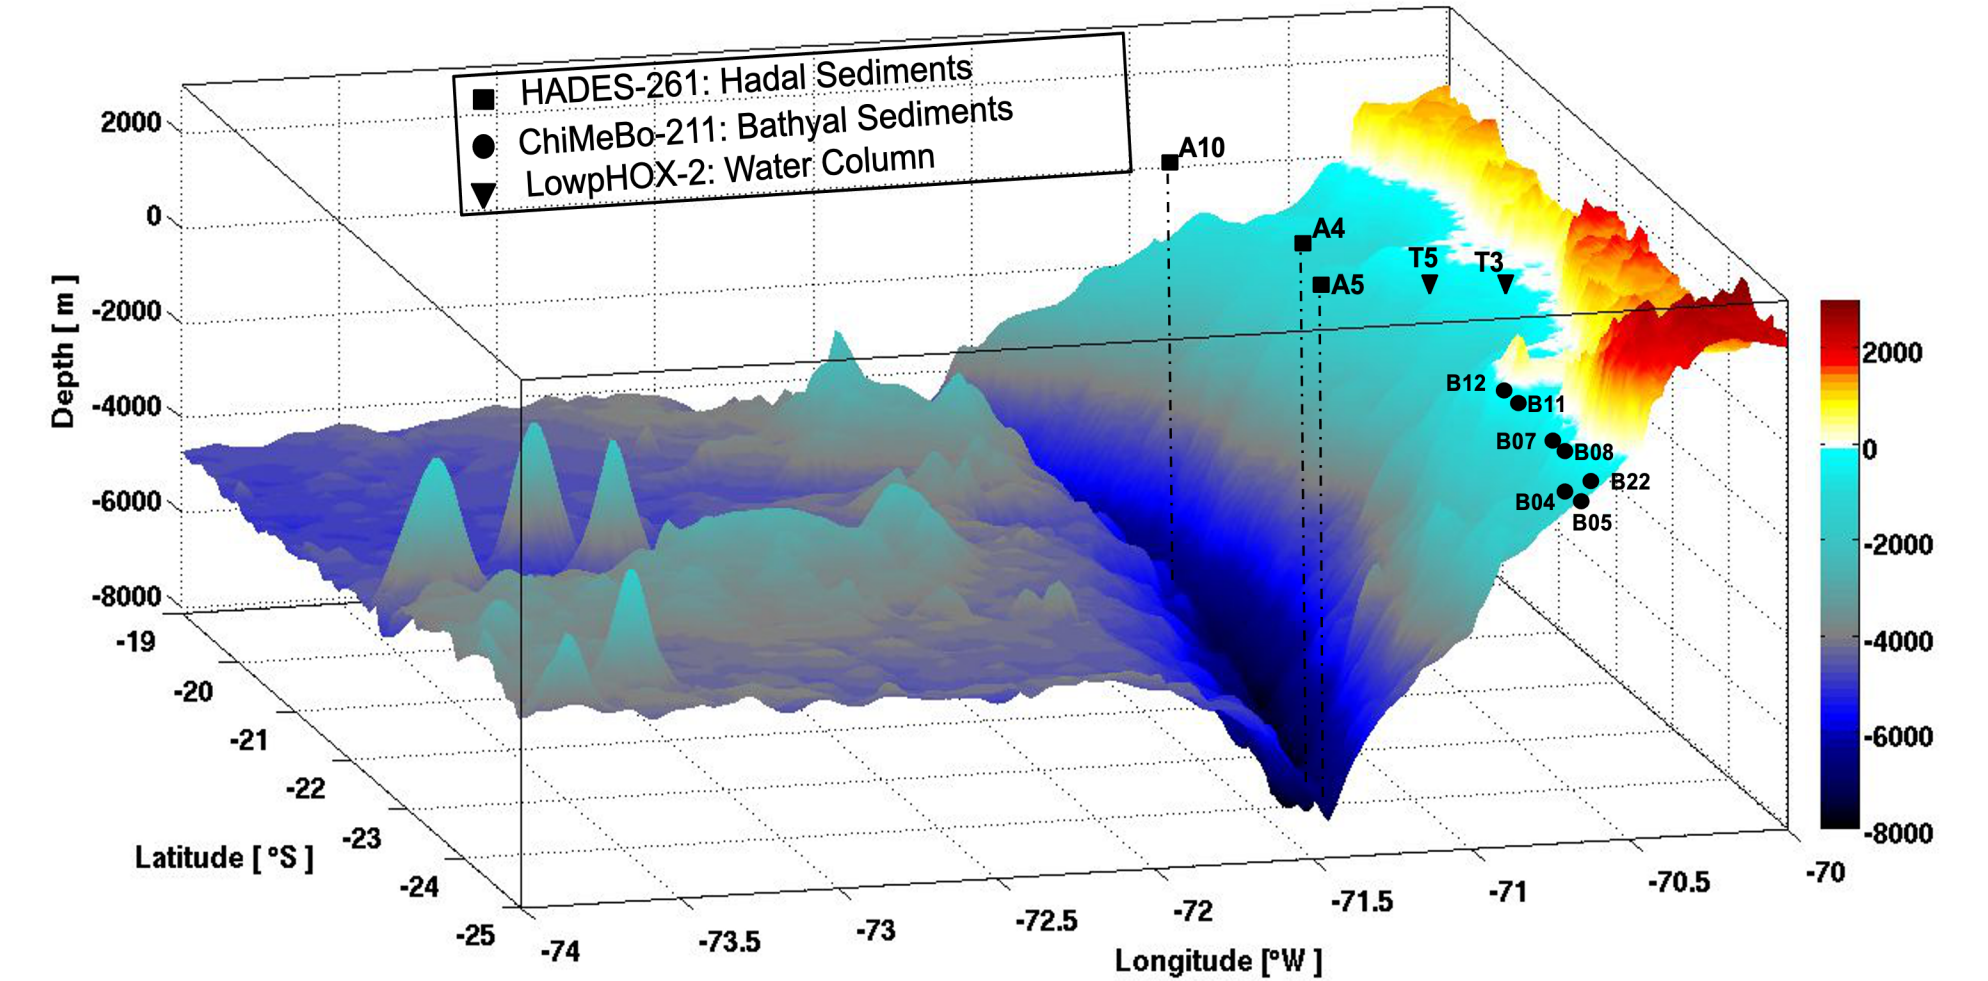 HADES-261: Hadal Sediments
ChiMeBo-211: Bathyal Sediments
LowpHOX-2: Water Column
A10
A4
A5
T5
T3
B12
B11
B07
B08
B22
B04
B05
Depth [ m ]
2000
0
-2000
-4000
-6000
-8000
-19
-20
-21
-22
-23
-24
-25
Latitude [ °S ]
-74
-73.5
-73
-72.5
-72
-71.5
-71
-70.5
-70
Longitude [°W ]
2000
0
-2000
-4000
-6000
-8000